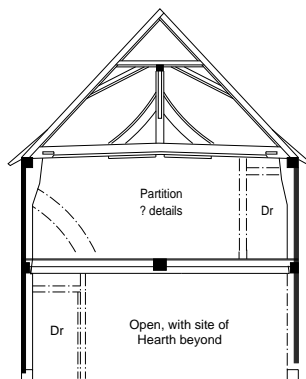 Partition
? details
Dr
Dr
Open, with site of
Hearth beyond